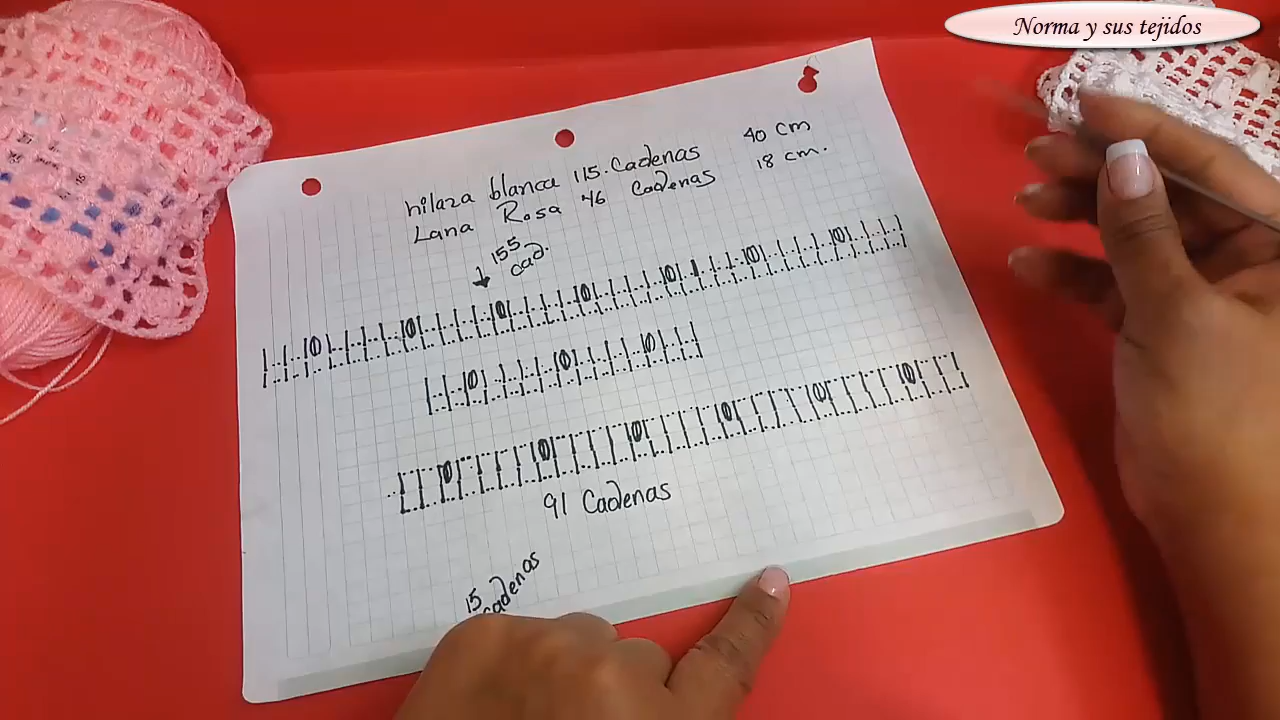 Norma y sus tejidos
hilaza blanca 115. Cadenas 40 cm
Lana Rosa 46 Cadenas 18 cm.
155
cad.
91 Cadenas
15
cadenas